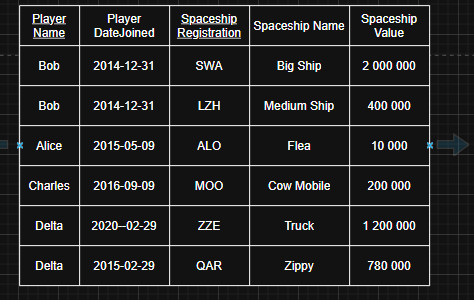 Player Name | Player DateJoined | Spaceship Registration | Spaceship Name | Spaceship Value
Bob | 2014-12-31 | SWA | Big Ship | 2 000 000
Bob | 2014-12-31 | LZH | Medium Ship | 400 000
Alice | 2015-05-09 | ALO | Flea | 10 000
Charles | 2016-09-09 | MOO | Cow Mobile | 200 000
Delta | 2020--02-29 | ZZE | Truck | 1 200 000
Delta | 2015-02-29 | QAR | Zippy | 780 000